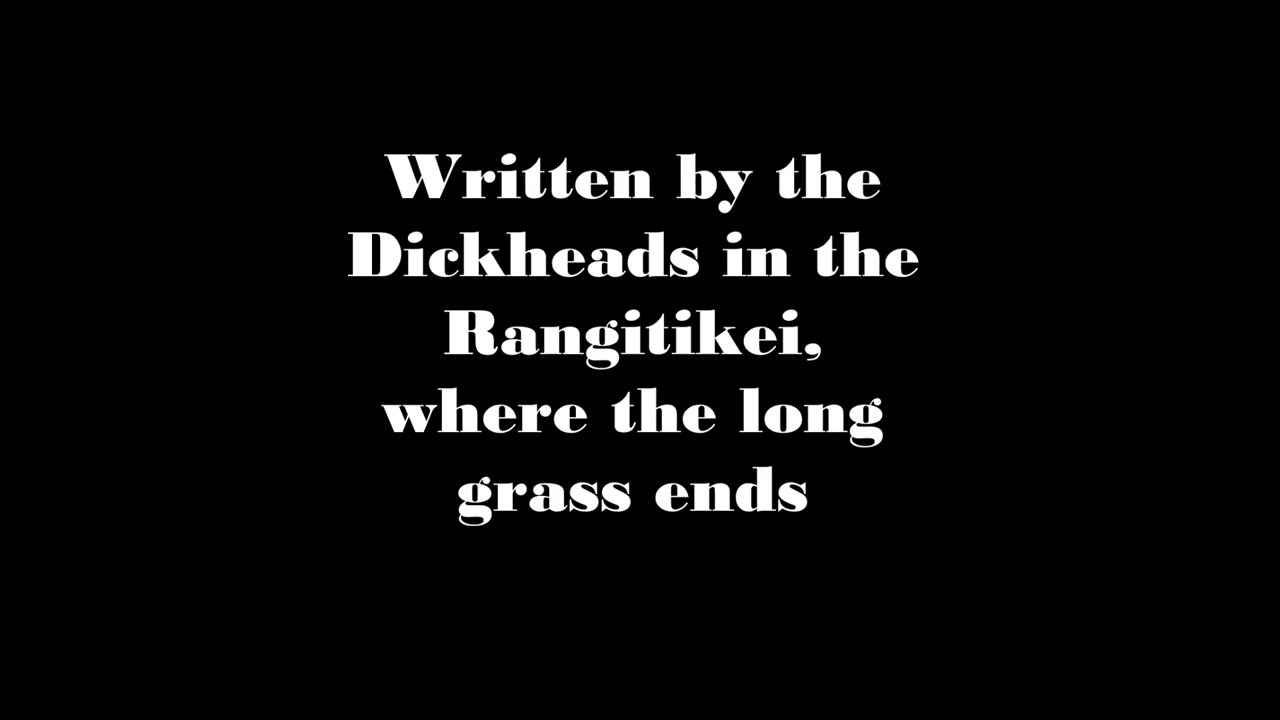 Written by the
Dickheads in the
Rangitikei,
where the long
grass ends